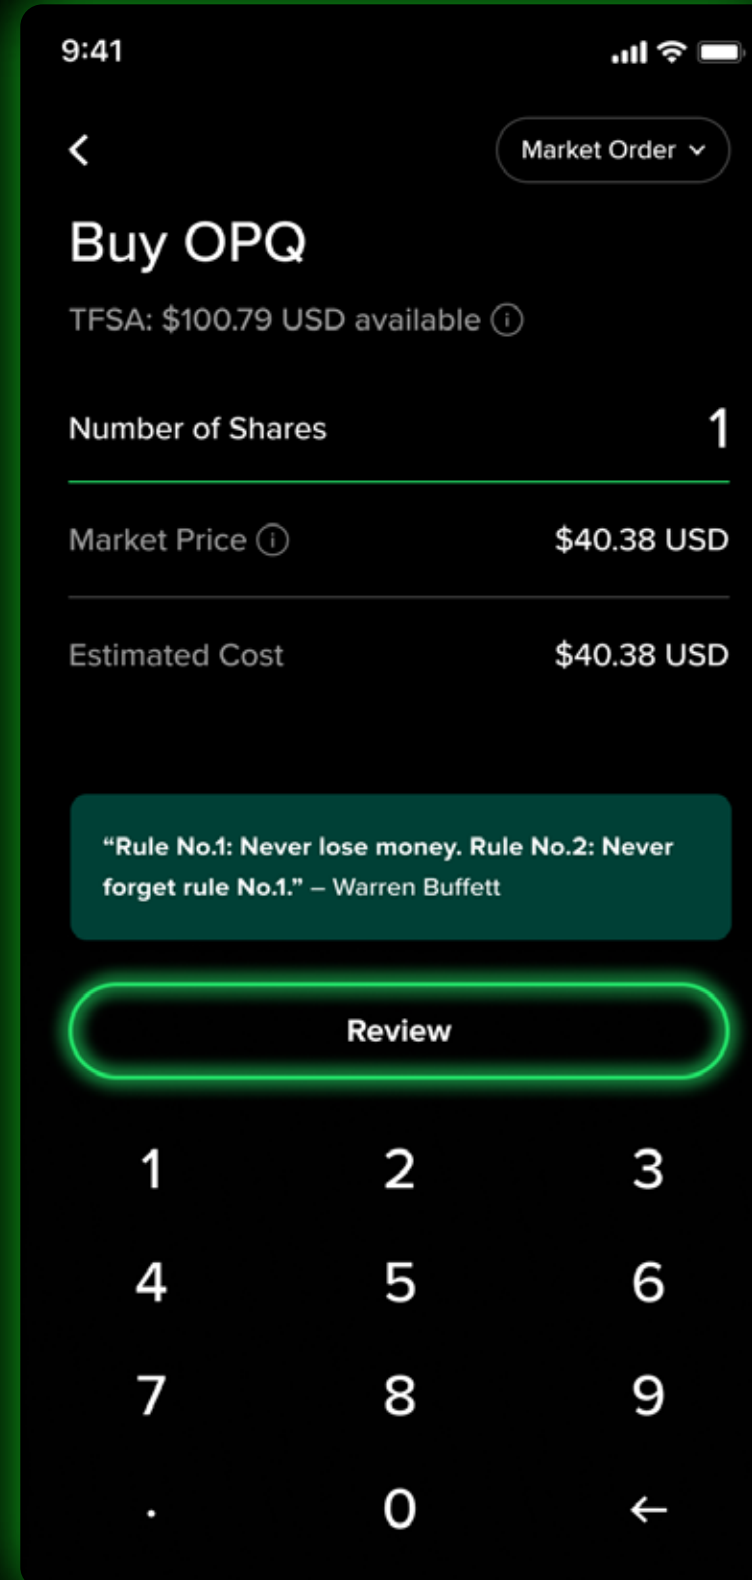 9:41
Market Order
Buy OPQ
TFSA: $100.79 USD available
Number of Shares 1
Market Price $40.38 USD
Estimated Cost $40.38 USD
“Rule No.1: Never lose money. Rule No.2: Never
forget rule No.1.” – Warren Buffett
Review
1 2 3
4 5 6
7 8 9
. 0